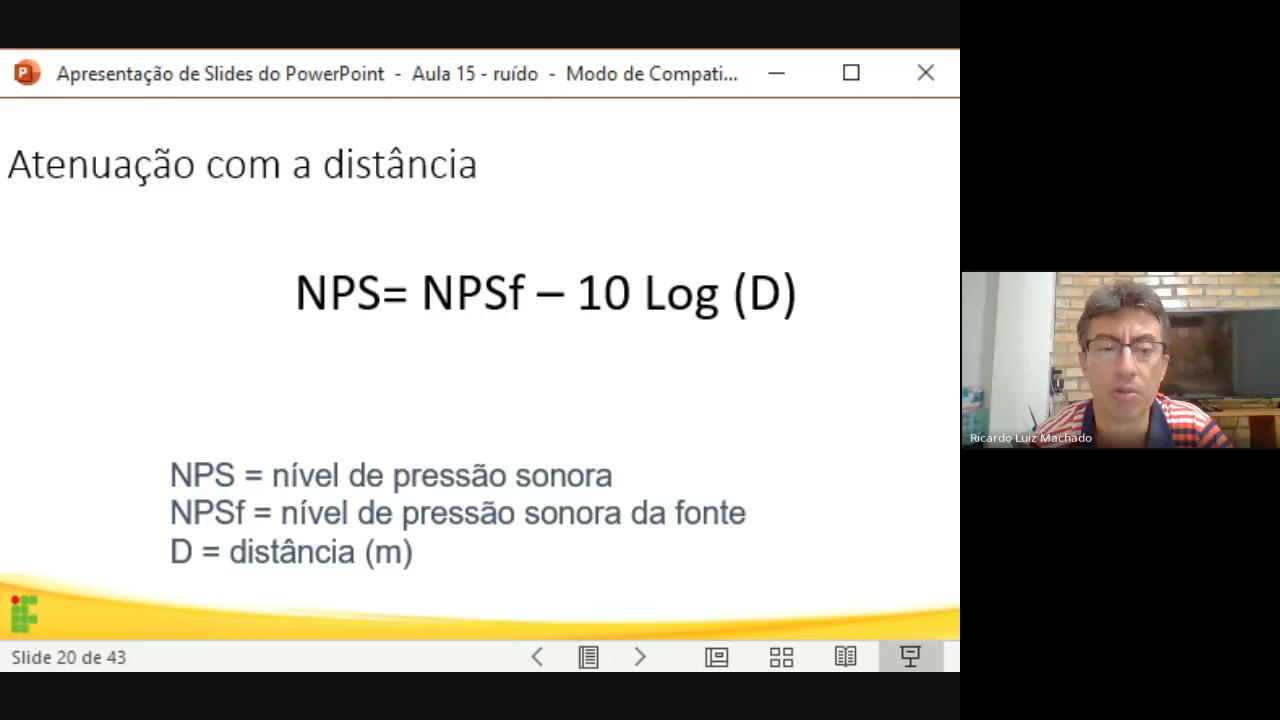 Apresentação de Slides do PowerPoint - Aula 15 - ruído - Modo de Compati...
Atenuação com a distância
NPS= NPSf – 10 Log (D)
NPS = nível de pressão sonora
NPSf = nível de pressão sonora da fonte
D = distância (m)
Ricardo Luiz Machado
Slide 20 de 43